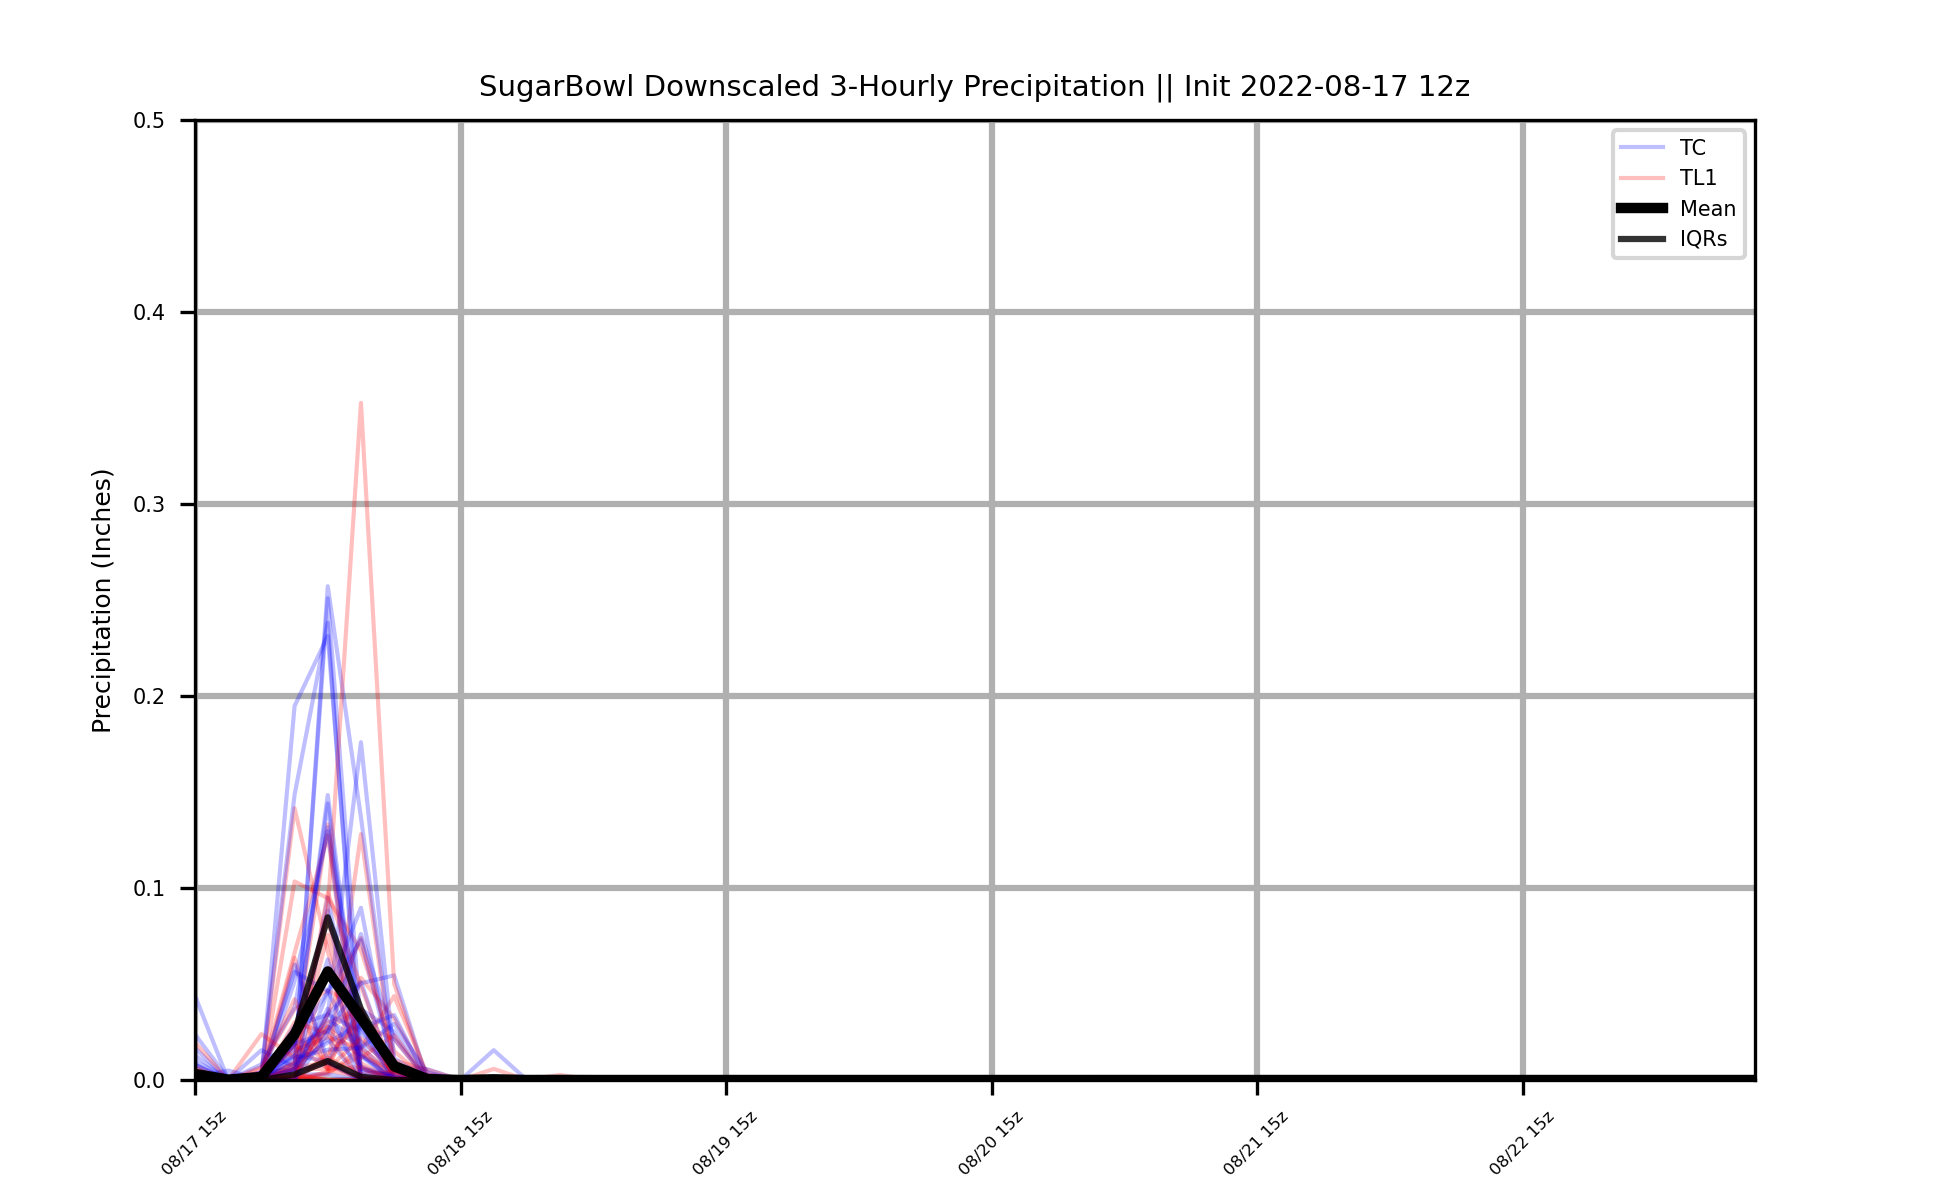 SugarBowl Downscaled 3-Hourly Precipitation || Init 2022-08-17 12z
0.5
0.4
0.3
0.2
0.1
0.0
Precipitation (Inches)
TC
TL1
Mean
IQRs
08/17 15z
08/18 15z
08/19 15z
08/20 15z
08/21 15z
08/22 15z